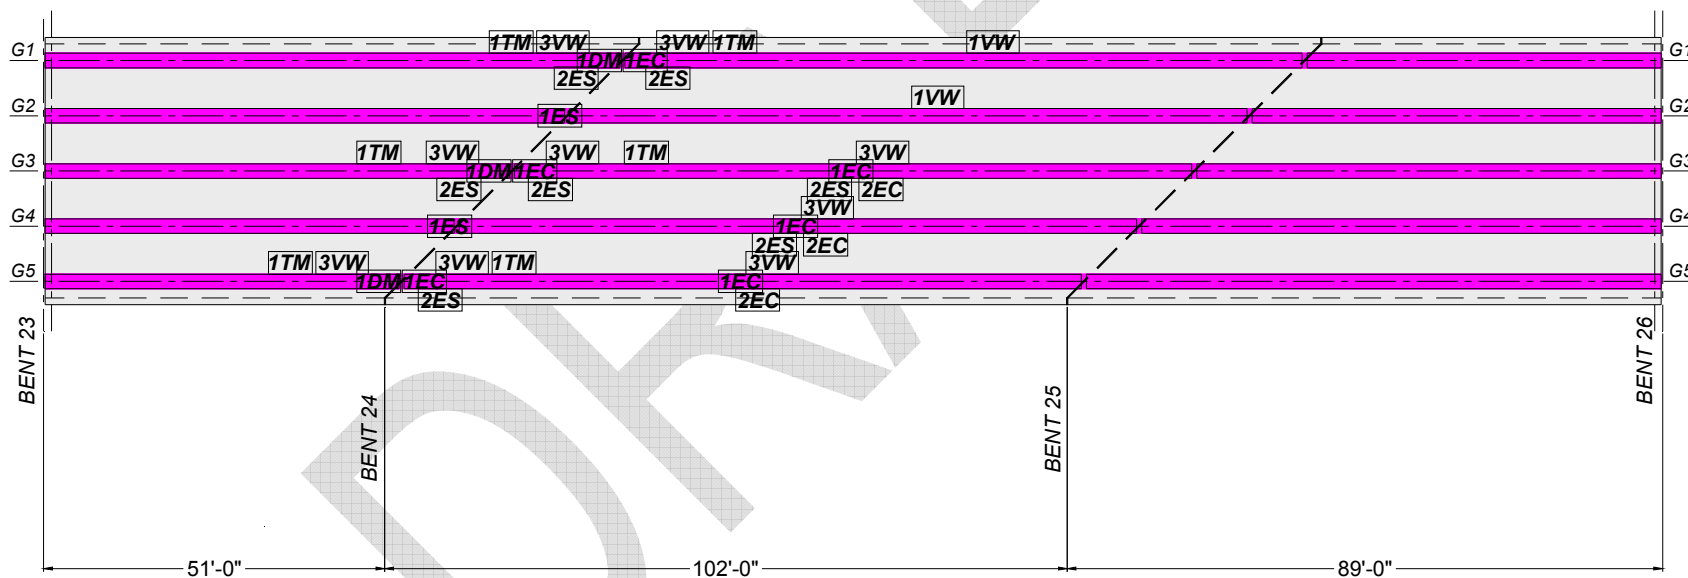 1TM 3VW 3VW 1TM 1VW
G1 1DM 1EC G1
2ES 2ES
1VW
G2 1ES G2
1TM 3VW 3VW 1TM 3VW
G3 1DM 1EC 1EC G3
2ES 2ES 2ES 2EC
3VW
G4 1ES 1EC G4
2ES 2EC
1TM 3VW 3VW 1TM 3VW
G5 1DM 1EC 1EC G5
2ES 2EC
BENT 23
BENT 24
BENT 25
BENT 26
51'-0" 102'-0" 89'-0"